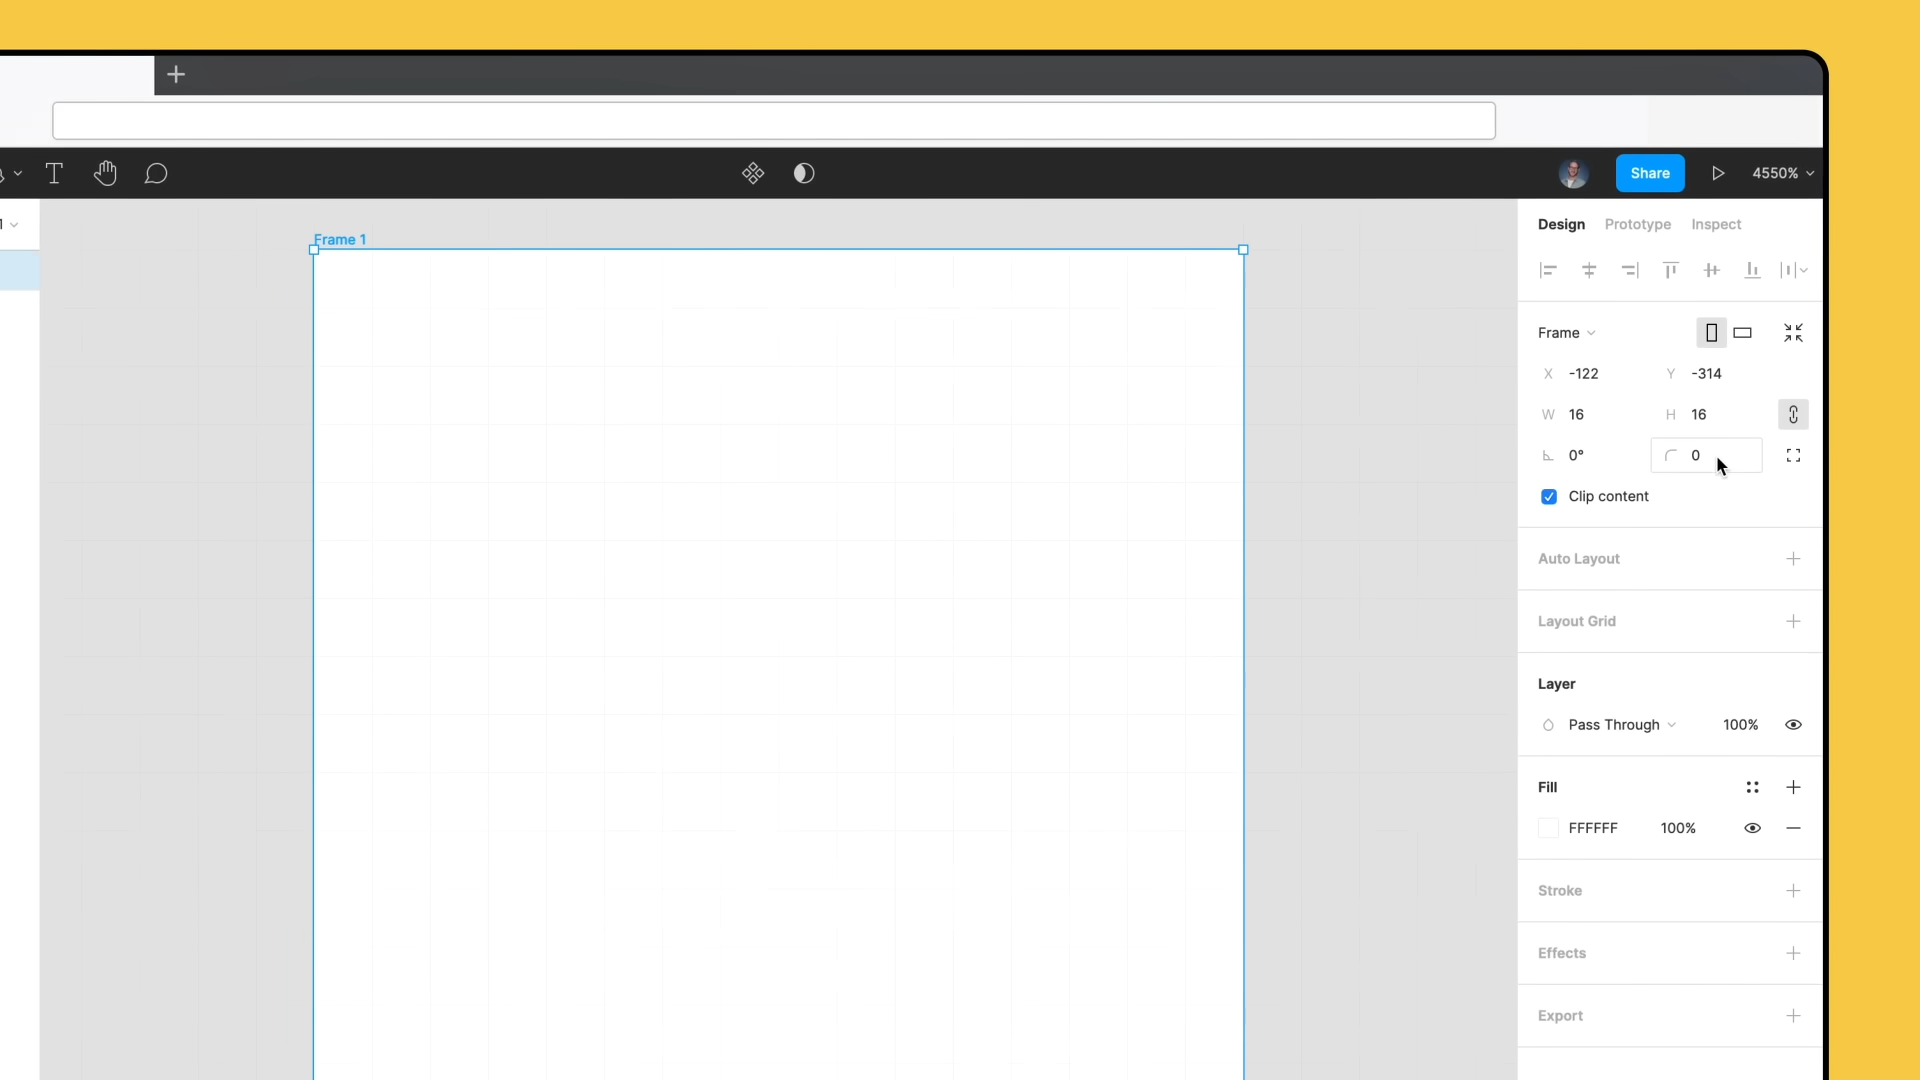 Share
4550%
1
Frame 1
Design Prototype Inspect
Frame
X -122 Y -314
W 16 H 16
0° 0
Clip content
Auto Layout
Layout Grid
Layer
Pass Through 100%
Fill
FFFFFF 100%
Stroke
Effects
Export